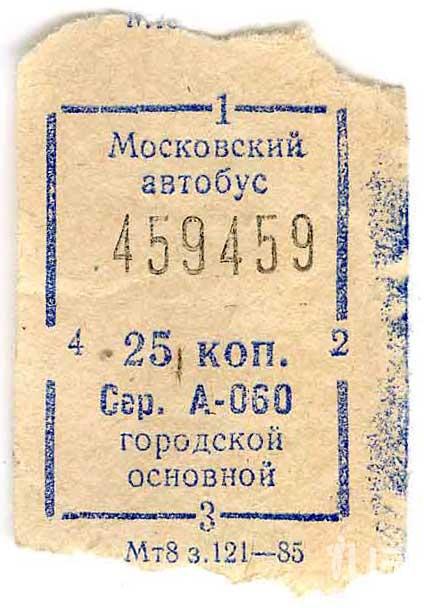 1
Московский
автобус
459459
4 25 коп. 2
Сер. А-060
городской
основной
3
Мт8 з.121—85